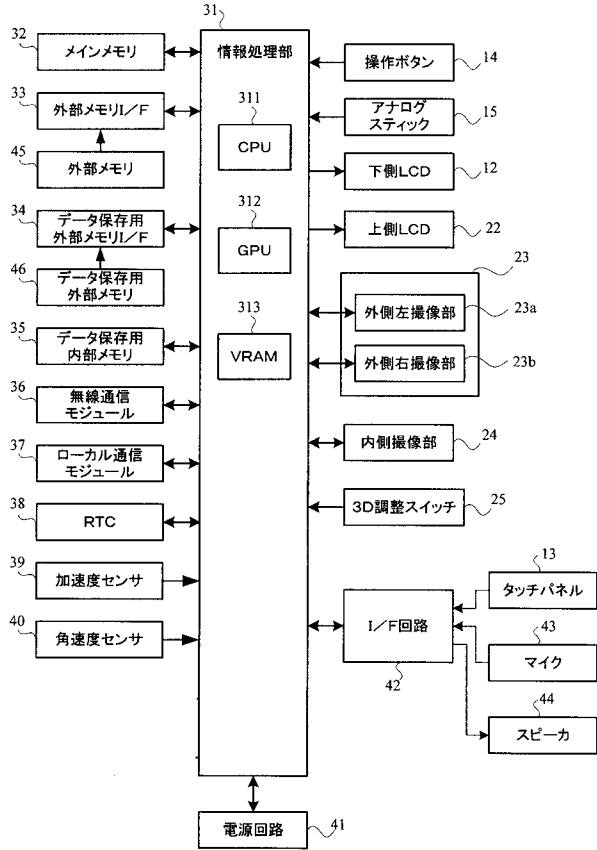 31
情報処理部
311
CPU
312
GPU
313
VRAM
32
メインメモリ
33
外部メモリI/F
45
外部メモリ
34
データ保存用
外部メモリI/F
46
データ保存用
外部メモリ
35
データ保存用
内部メモリ
36
無線通信
モジュール
37
ローカル通信
モジュール
38
RTC
39
加速度センサ
40
角速度センサ
操作ボタン
14
アナログ
スティック
15
下側LCD
12
上側LCD
22
23
外側左撮像部
23a
外側右撮像部
23b
内側撮像部
24
3D調整スイッチ
25
I/F回路
42
13
タッチパネル
43
マイク
44
スピーカ
電源回路
41